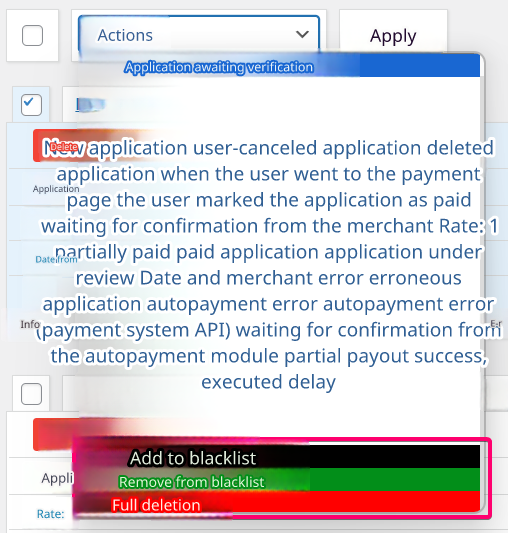 Actions
Apply
Application awaiting verification
Delete
New application user-canceled application deleted
application when the user went to the payment
Application
page the user marked the application as paid
waiting for confirmation from the merchant Rate: 1
partially paid paid application application under
Date from
review Date and merchant error erroneous
application autopayment error autopayment error
Info
(payment system API) waiting for confirmation from
the autopayment module partial payout success,
executed delay
Add to blacklist
Appli
Remove from blacklist
Full deletion
Rate: